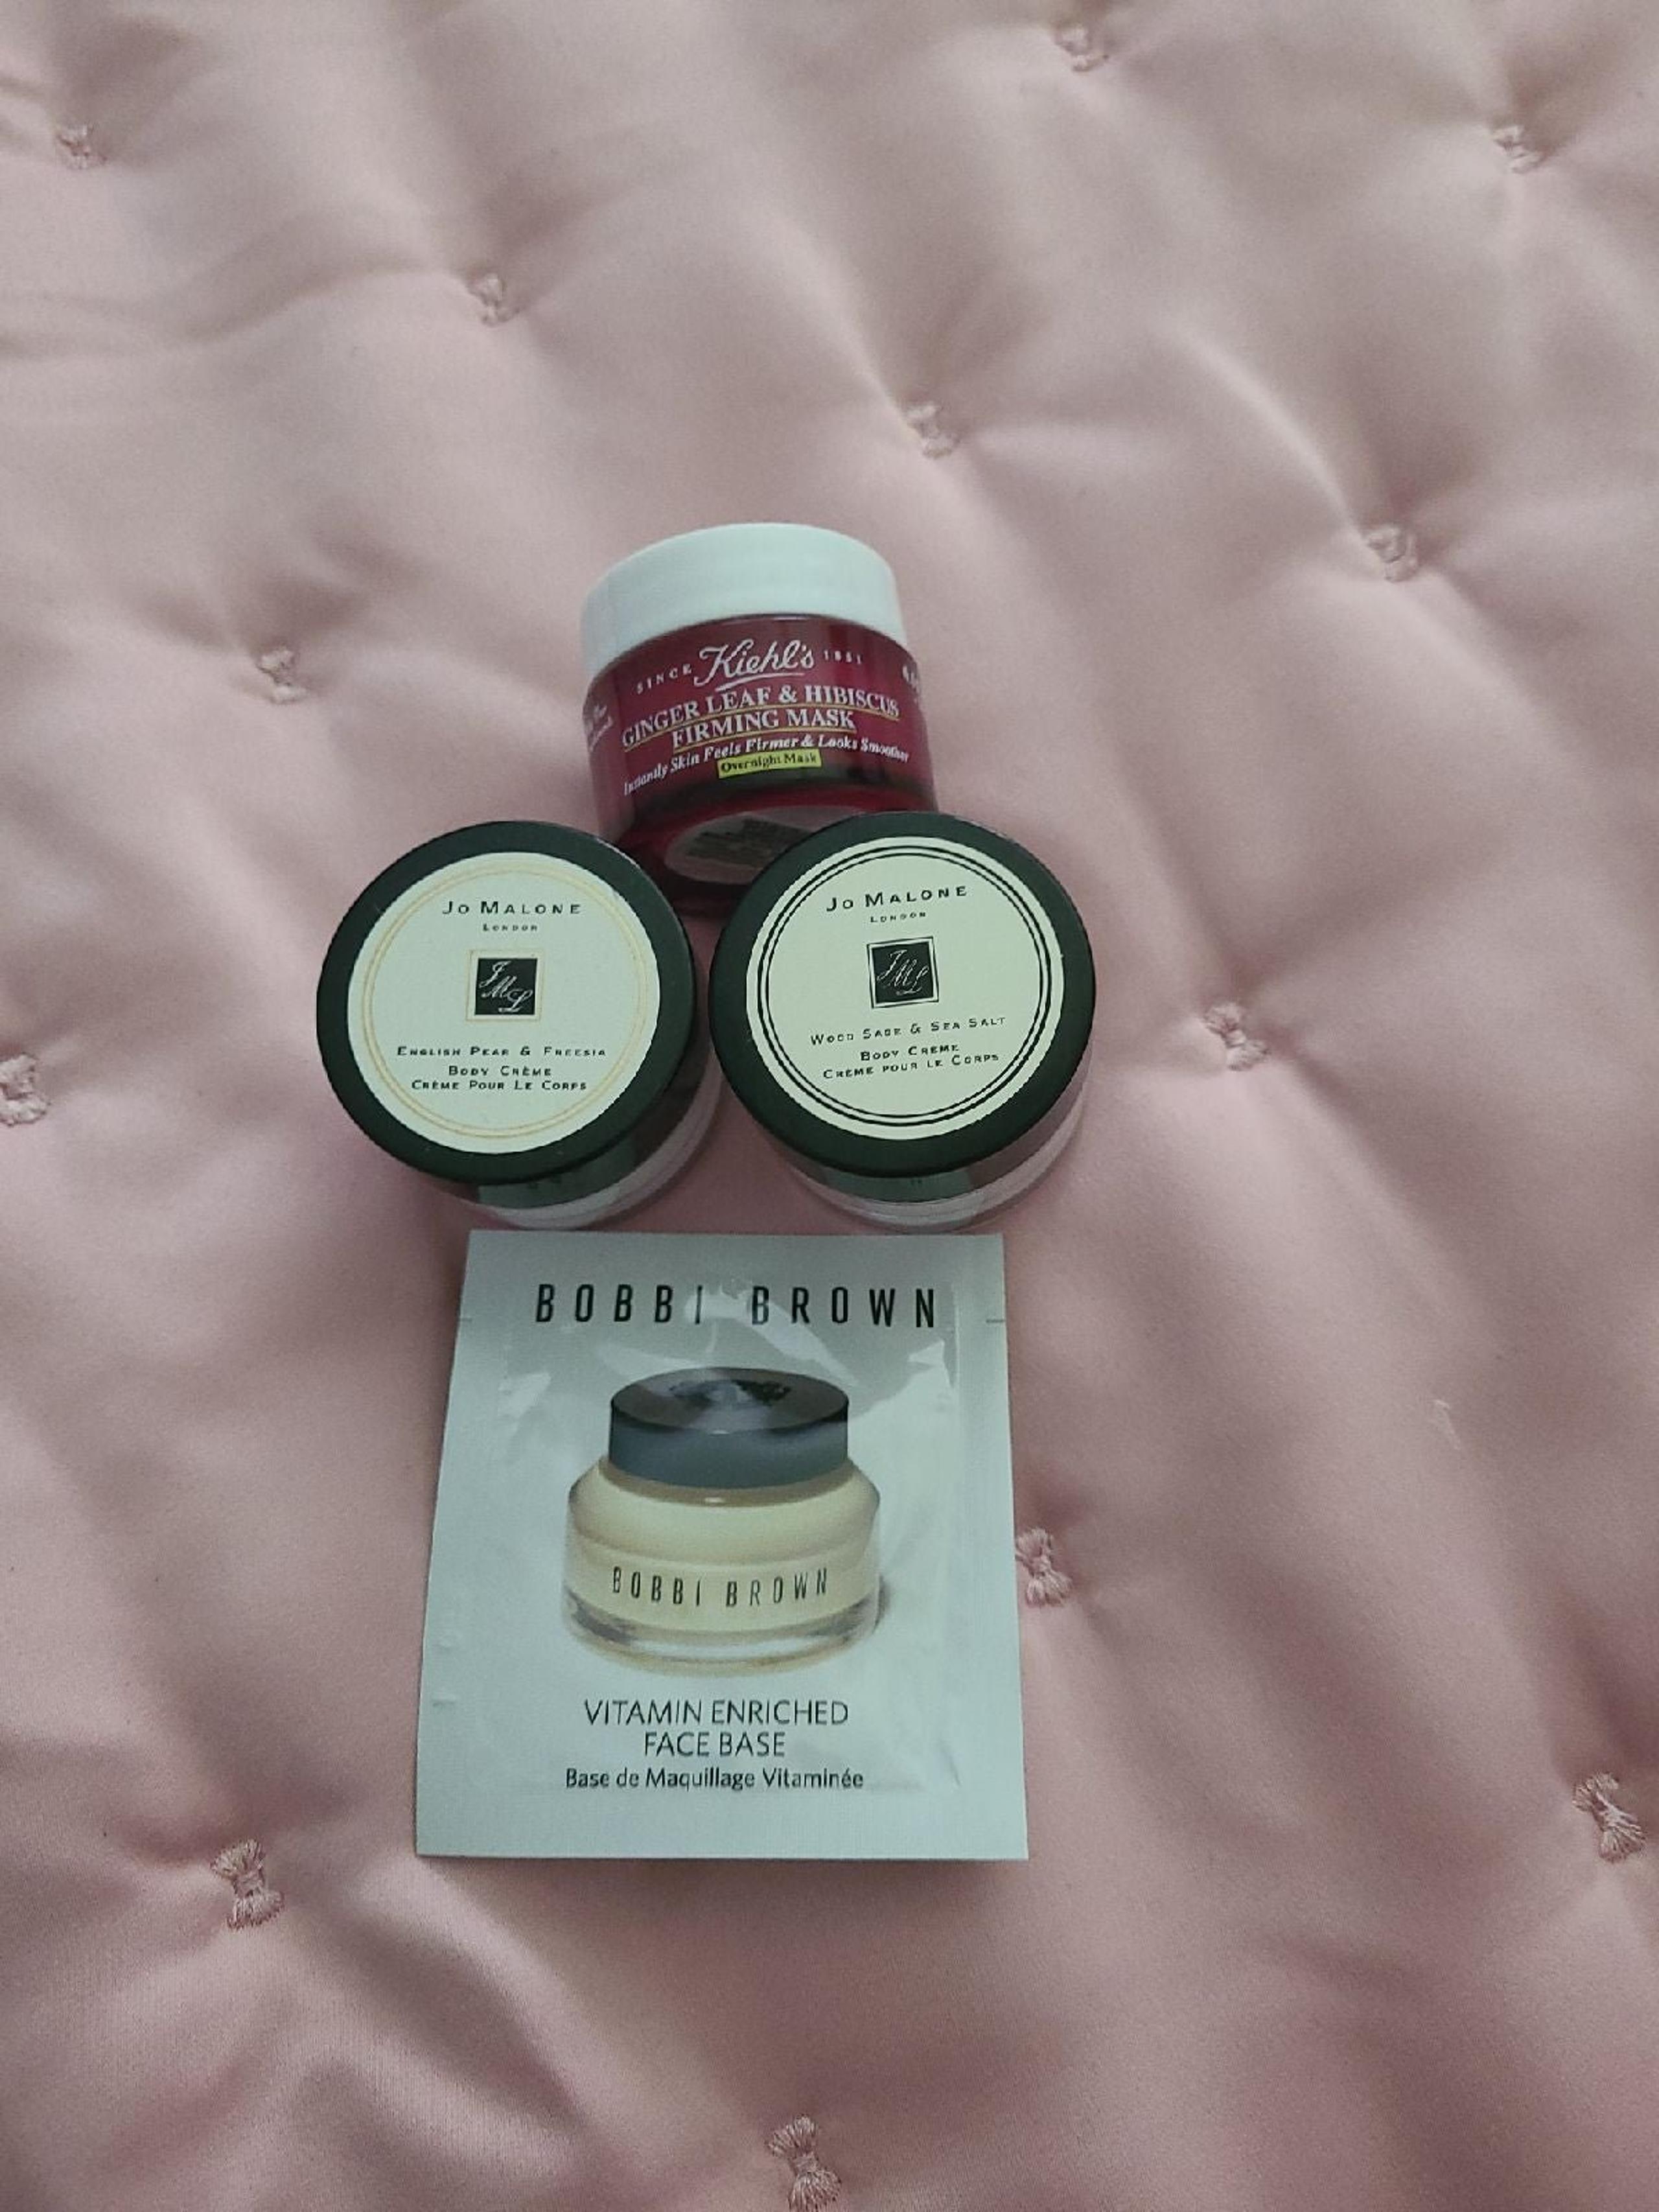 SINCE Kiehl's 1851
GINGER LEAF & HIBISCUS
FIRMING MASK
Instantly Skin Feels Firmer & Looks Smoother
Overnight Mask
JO MALONE
LONDON
JML
ENGLISH PEAR & FREESIA
BODY CRÈME
CRÈME POUR LE CORPS
JO MALONE
LONDON
JML
WOOD SAGE & SEA SALT
BODY CRÈME
CRÈME POUR LE CORPS
BOBBI BROWN
BOBBI BROWN
VITAMIN ENRICHED
FACE BASE
Base de Maquillage Vitaminée